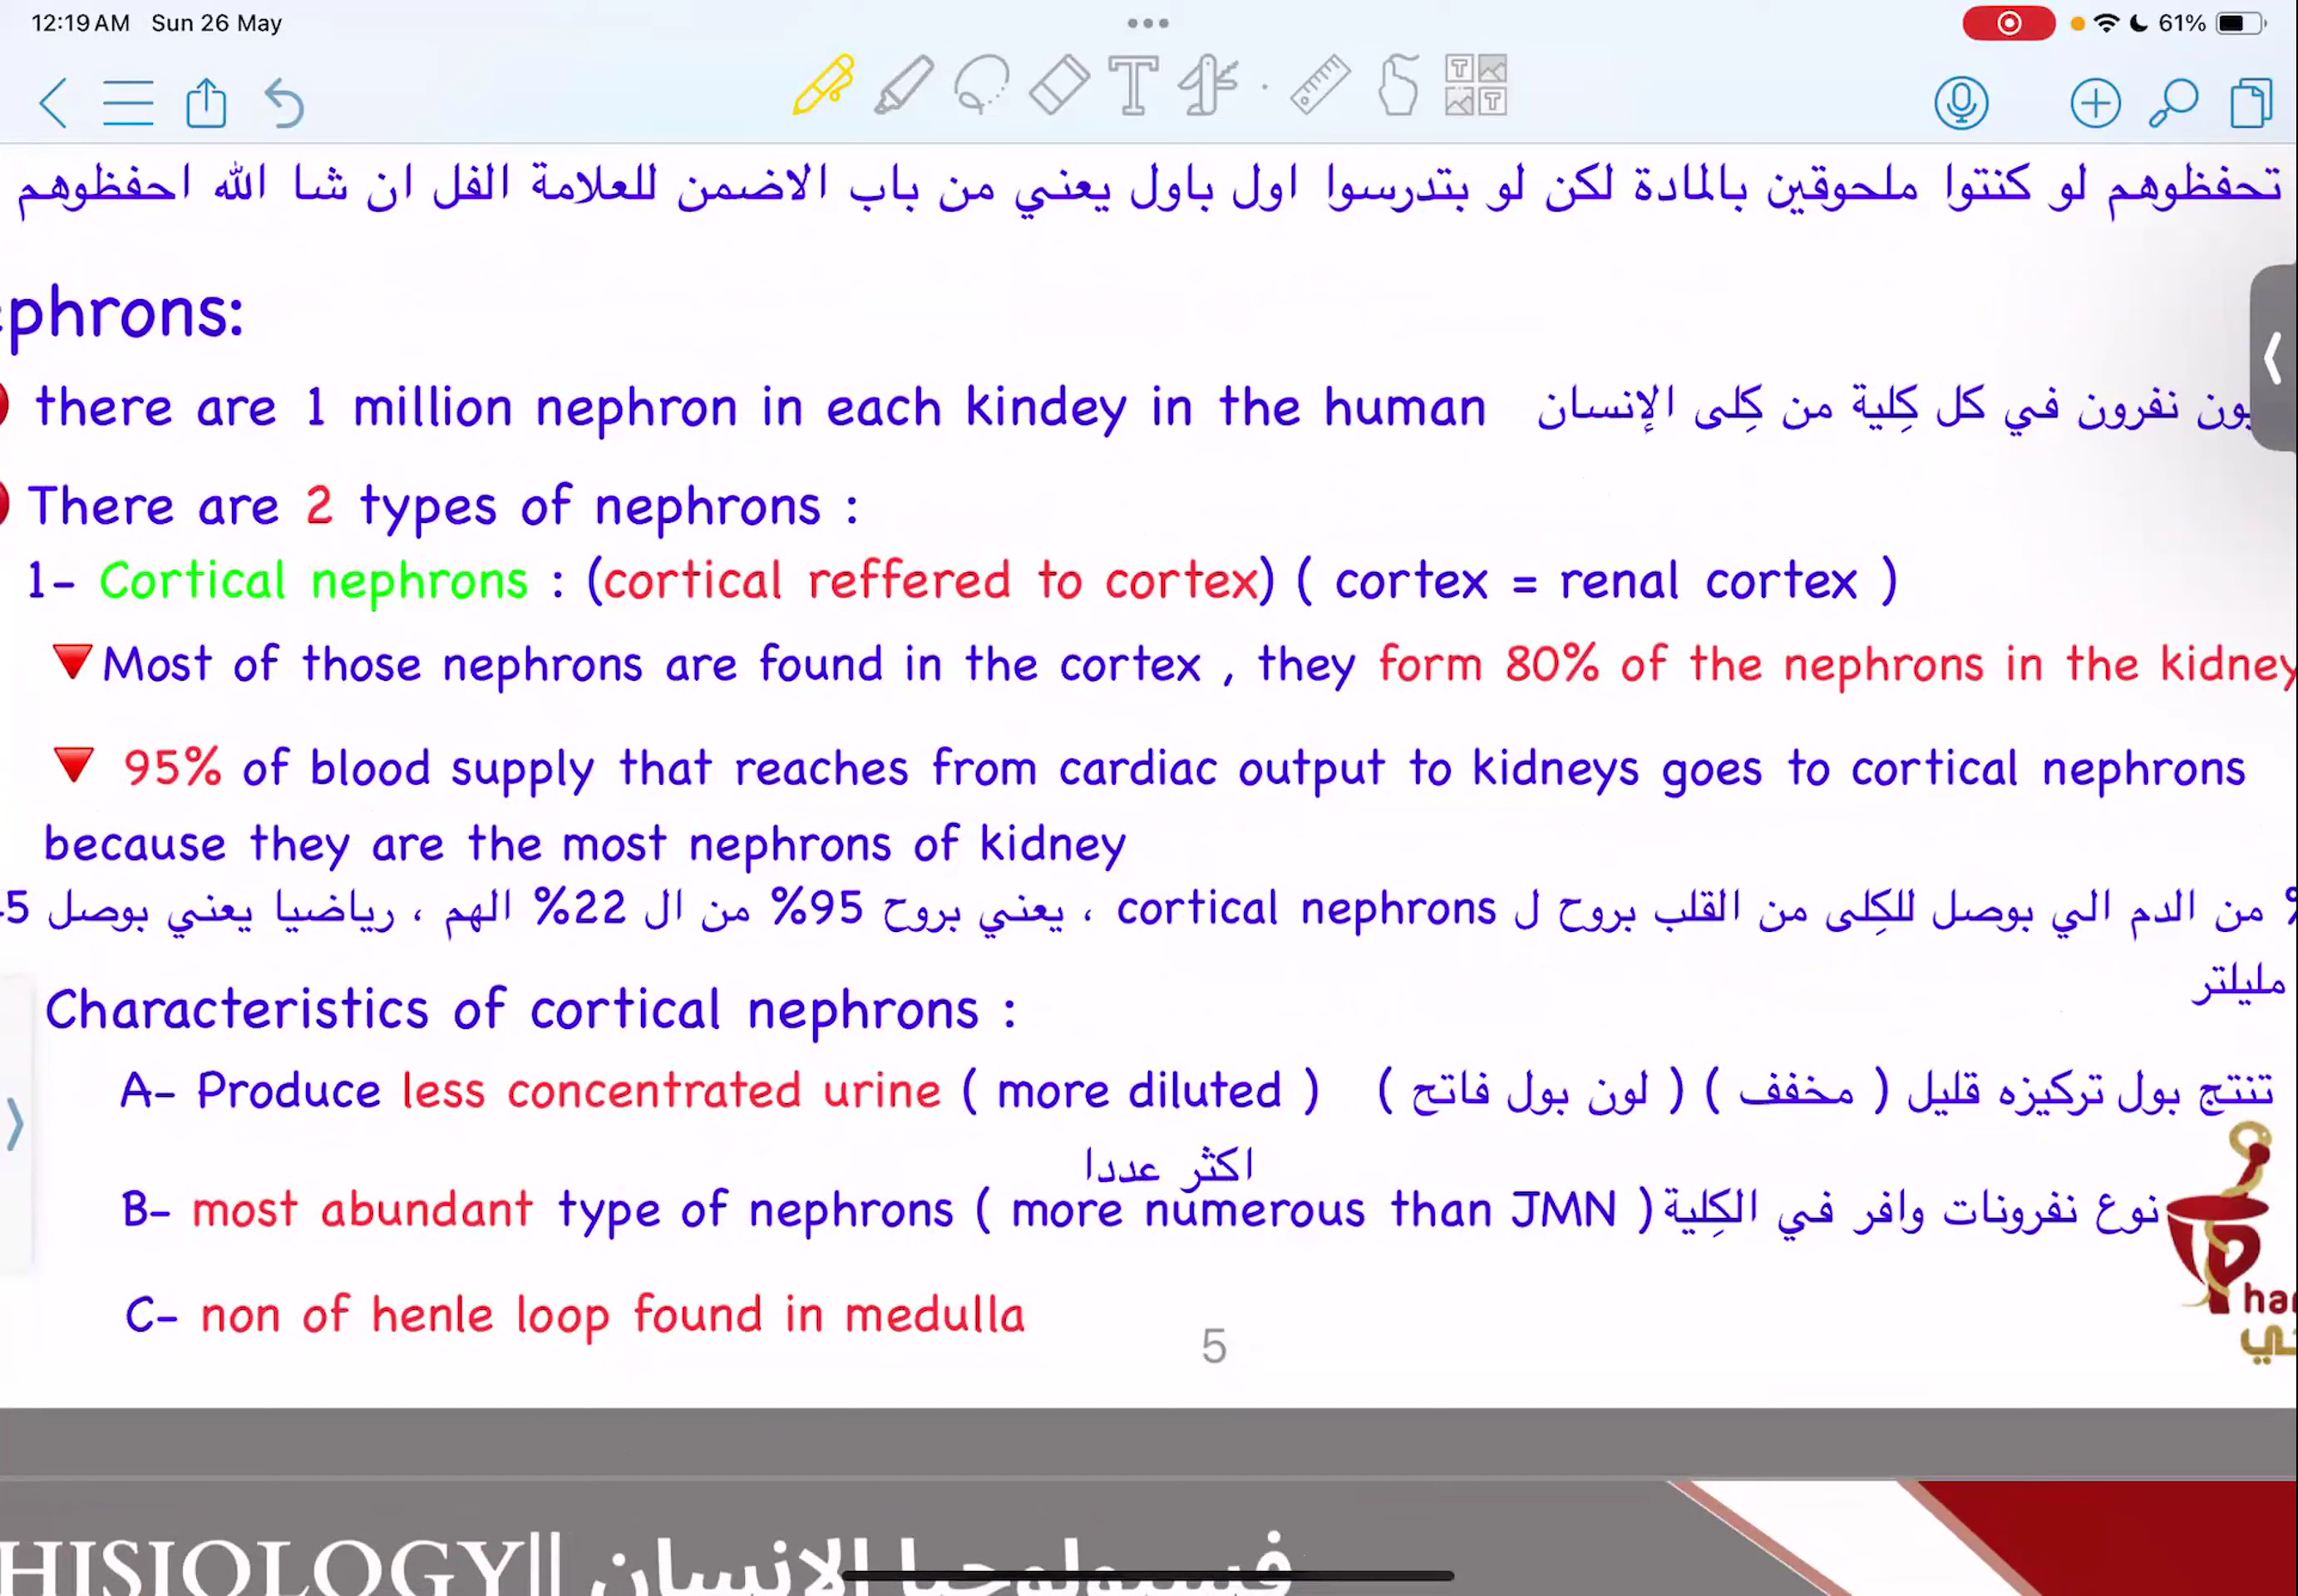 12:19 AM Sun 26 May
61%
تحفظوهم لو كنتوا ملحوقين بالمادة لكن لو بتدرسوا اول باول يعني من باب الاضمن للعلامة الفل ان شا الله احفظوهم
phrons:
there are 1 million nephron in each kindey in the human نفرون في كل كِلية من كِلى الإنسان
There are 2 types of nephrons :
1- Cortical nephrons : (cortical reffered to cortex) ( cortex = renal cortex )
Most of those nephrons are found in the cortex , they form 80% of the nephrons in the kidney
95% of blood supply that reaches from cardiac output to kidneys goes to cortical nephrons
because they are the most nephrons of kidney
% من الدم الي بوصل للكِلى من القلب بروح ل cortical nephrons ، يعني بروح 95% من ال 22% الهم ، رياضيا يعني بوصل
مليلتر
Characteristics of cortical nephrons :
A- Produce less concentrated urine ( more diluted ) تنتج بول تركيزه قليل ( مخفف ) ( لون بول فاتح )
اكثر عددا
B- most abundant type of nephrons ( more numerous than JMN ) نوع نفرونات وافر في الكِلية
C- non of henle loop found in medulla
5
HISIOLOGY|| فسيولوجيا الإنسان